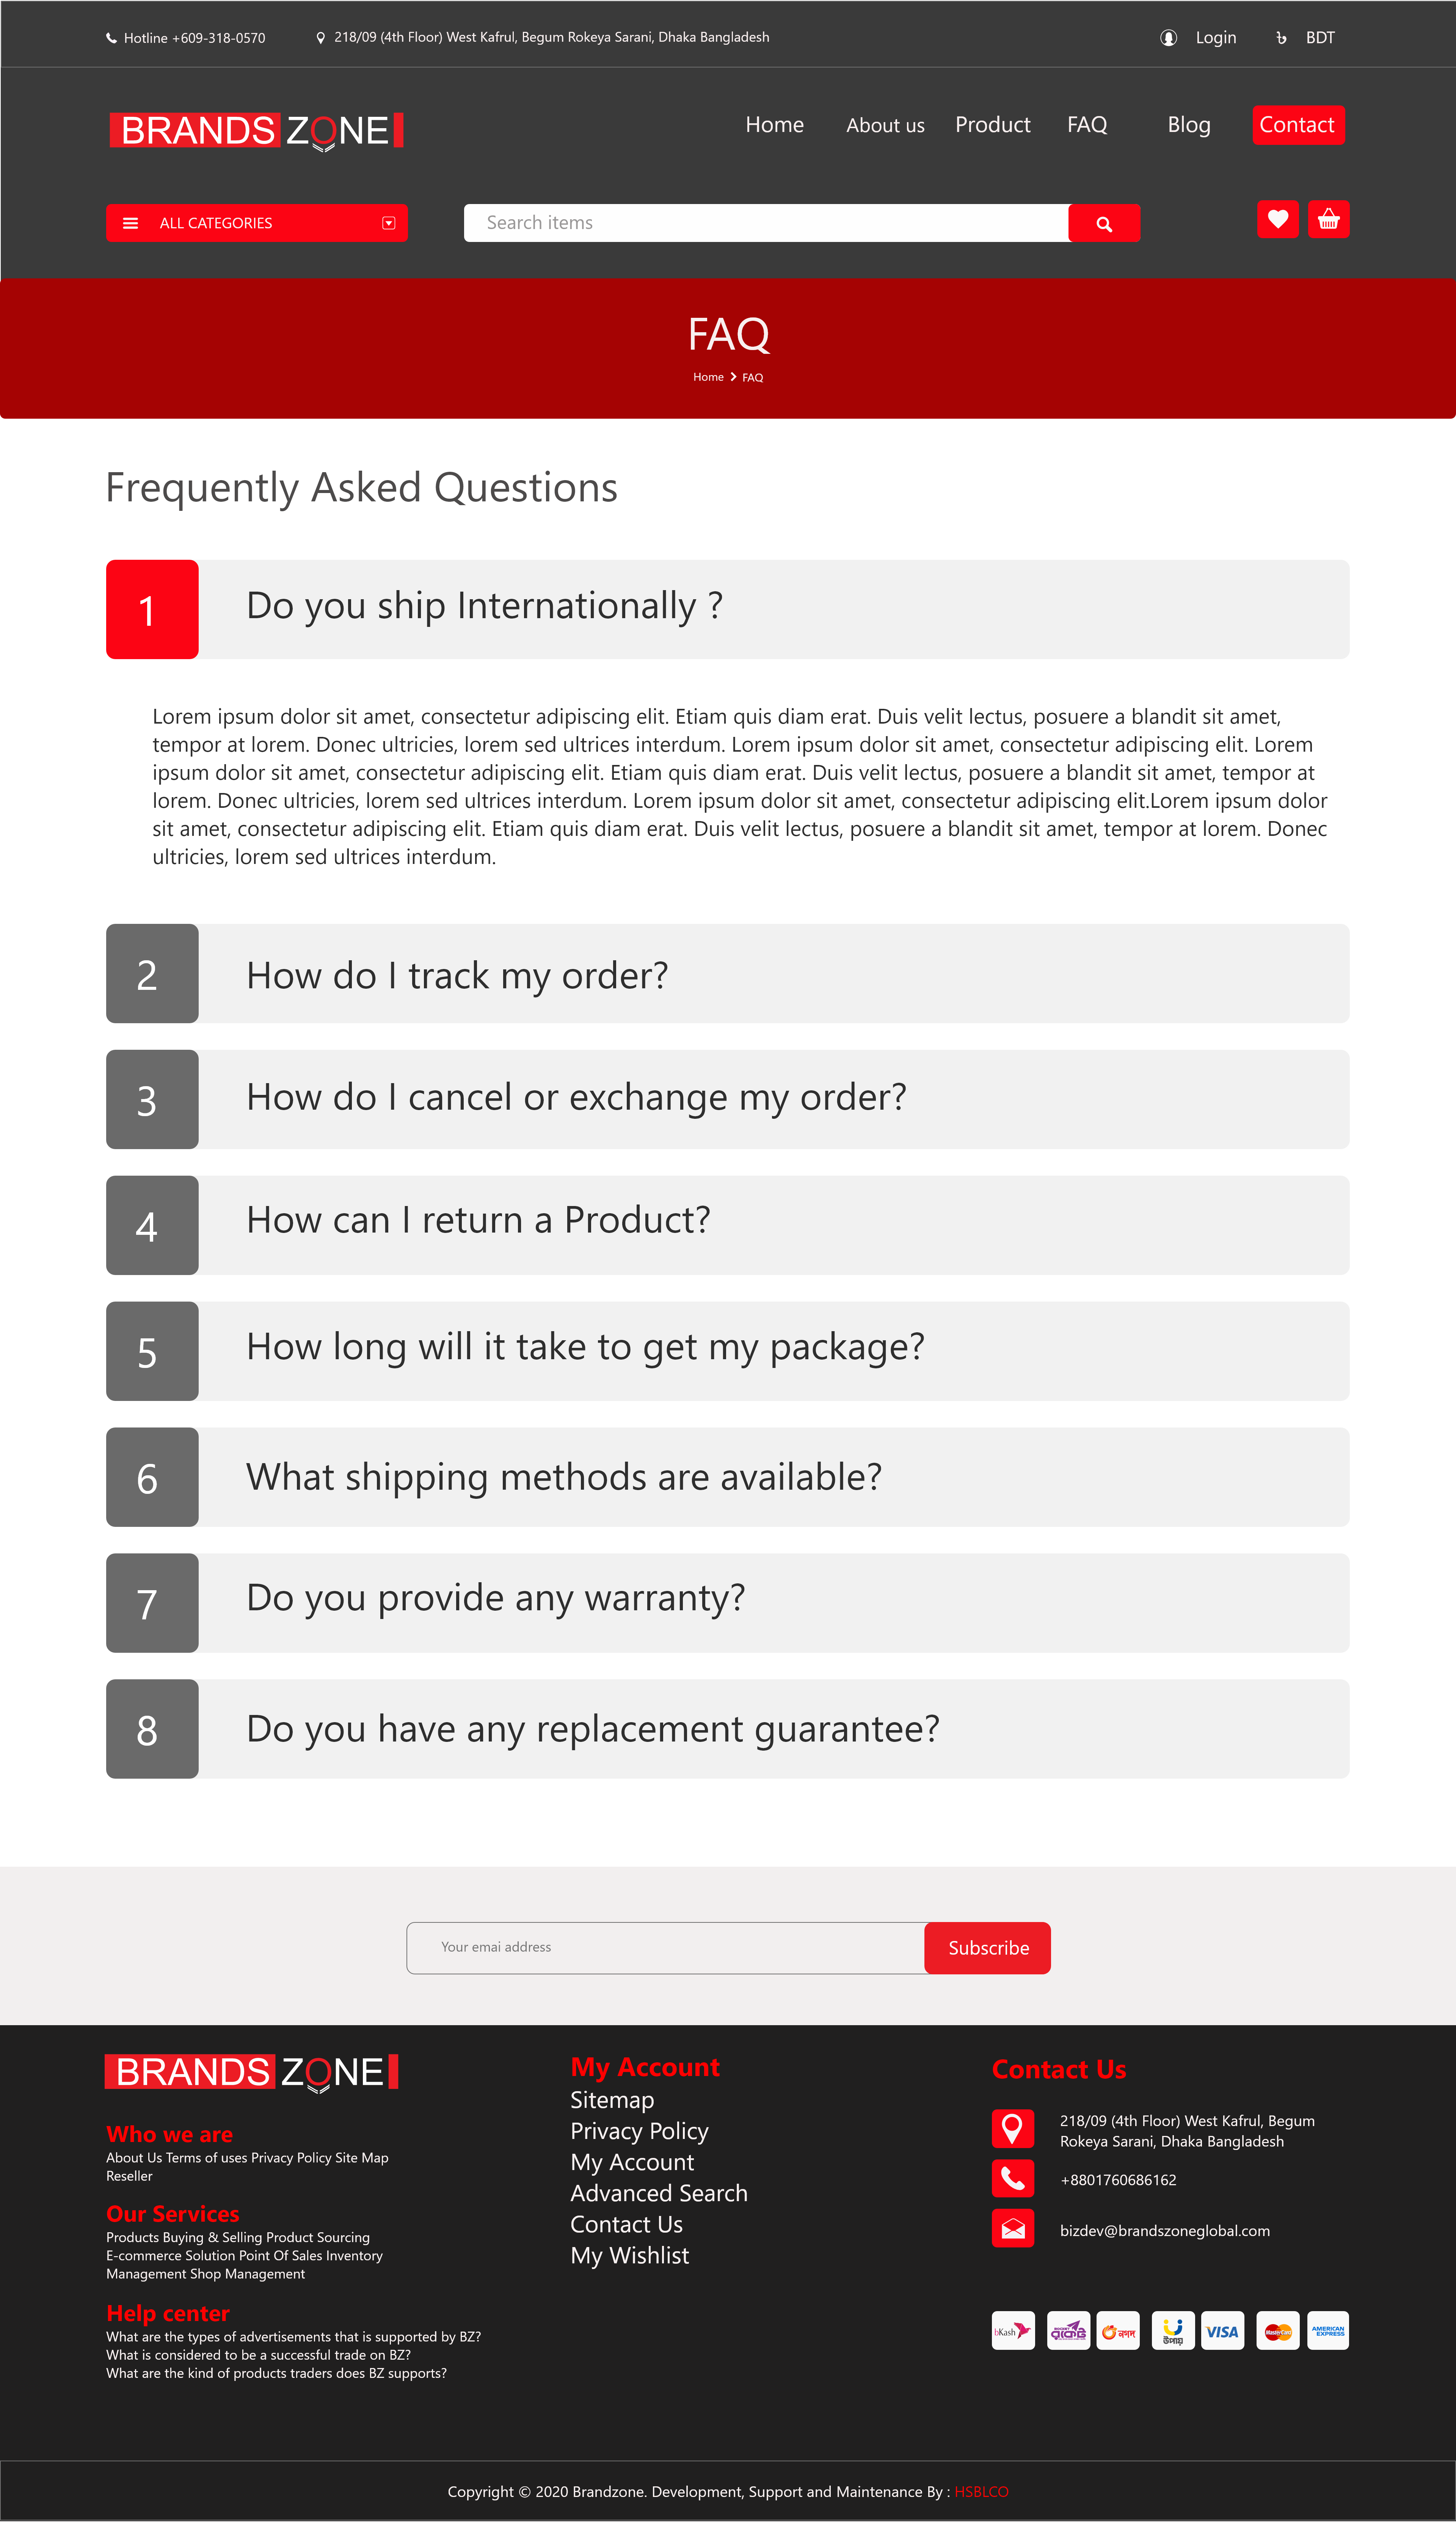 Hotline +609-318-0570
218/09 (4th Floor) West Kafrul, Begum Rokeya Sarani, Dhaka Bangladesh
Login
৳ BDT
BRANDS ZONE
Home
About us
Product
FAQ
Blog
Contact
ALL CATEGORIES
Search items
FAQ
Home
FAQ
Frequently Asked Questions
1
Do you ship Internationally ?
Lorem ipsum dolor sit amet, consectetur adipiscing elit. Etiam quis diam erat. Duis velit lectus, posuere a blandit sit amet,
tempor at lorem. Donec ultricies, lorem sed ultrices interdum. Lorem ipsum dolor sit amet, consectetur adipiscing elit. Lorem
ipsum dolor sit amet, consectetur adipiscing elit. Etiam quis diam erat. Duis velit lectus, posuere a blandit sit amet, tempor at
lorem. Donec ultricies, lorem sed ultrices interdum. Lorem ipsum dolor sit amet, consectetur adipiscing elit.Lorem ipsum dolor
sit amet, consectetur adipiscing elit. Etiam quis diam erat. Duis velit lectus, posuere a blandit sit amet, tempor at lorem. Donec
ultricies, lorem sed ultrices interdum.
2
How do I track my order?
3
How do I cancel or exchange my order?
4
How can I return a Product?
5
How long will it take to get my package?
6
What shipping methods are available?
7
Do you provide any warranty?
8
Do you have any replacement guarantee?
Your emai address
Subscribe
BRANDS ZONE
Who we are
About Us Terms of uses Privacy Policy Site Map
Reseller
Our Services
Products Buying & Selling Product Sourcing
E-commerce Solution Point Of Sales Inventory
Management Shop Management
Help center
What are the types of advertisements that is supported by BZ?
What is considered to be a successful trade on BZ?
What are the kind of products traders does BZ supports?
My Account
Sitemap
Privacy Policy
My Account
Advanced Search
Contact Us
My Wishlist
Contact Us
218/09 (4th Floor) West Kafrul, Begum
Rokeya Sarani, Dhaka Bangladesh
+8801760686162
bizdev@brandszoneglobal.com
bKash
রকেট
নগদ
উপায়
VISA
MasterCard
AMERICAN
EXPRESS
Copyright © 2020 Brandzone. Development, Support and Maintenance By : HSBLCO